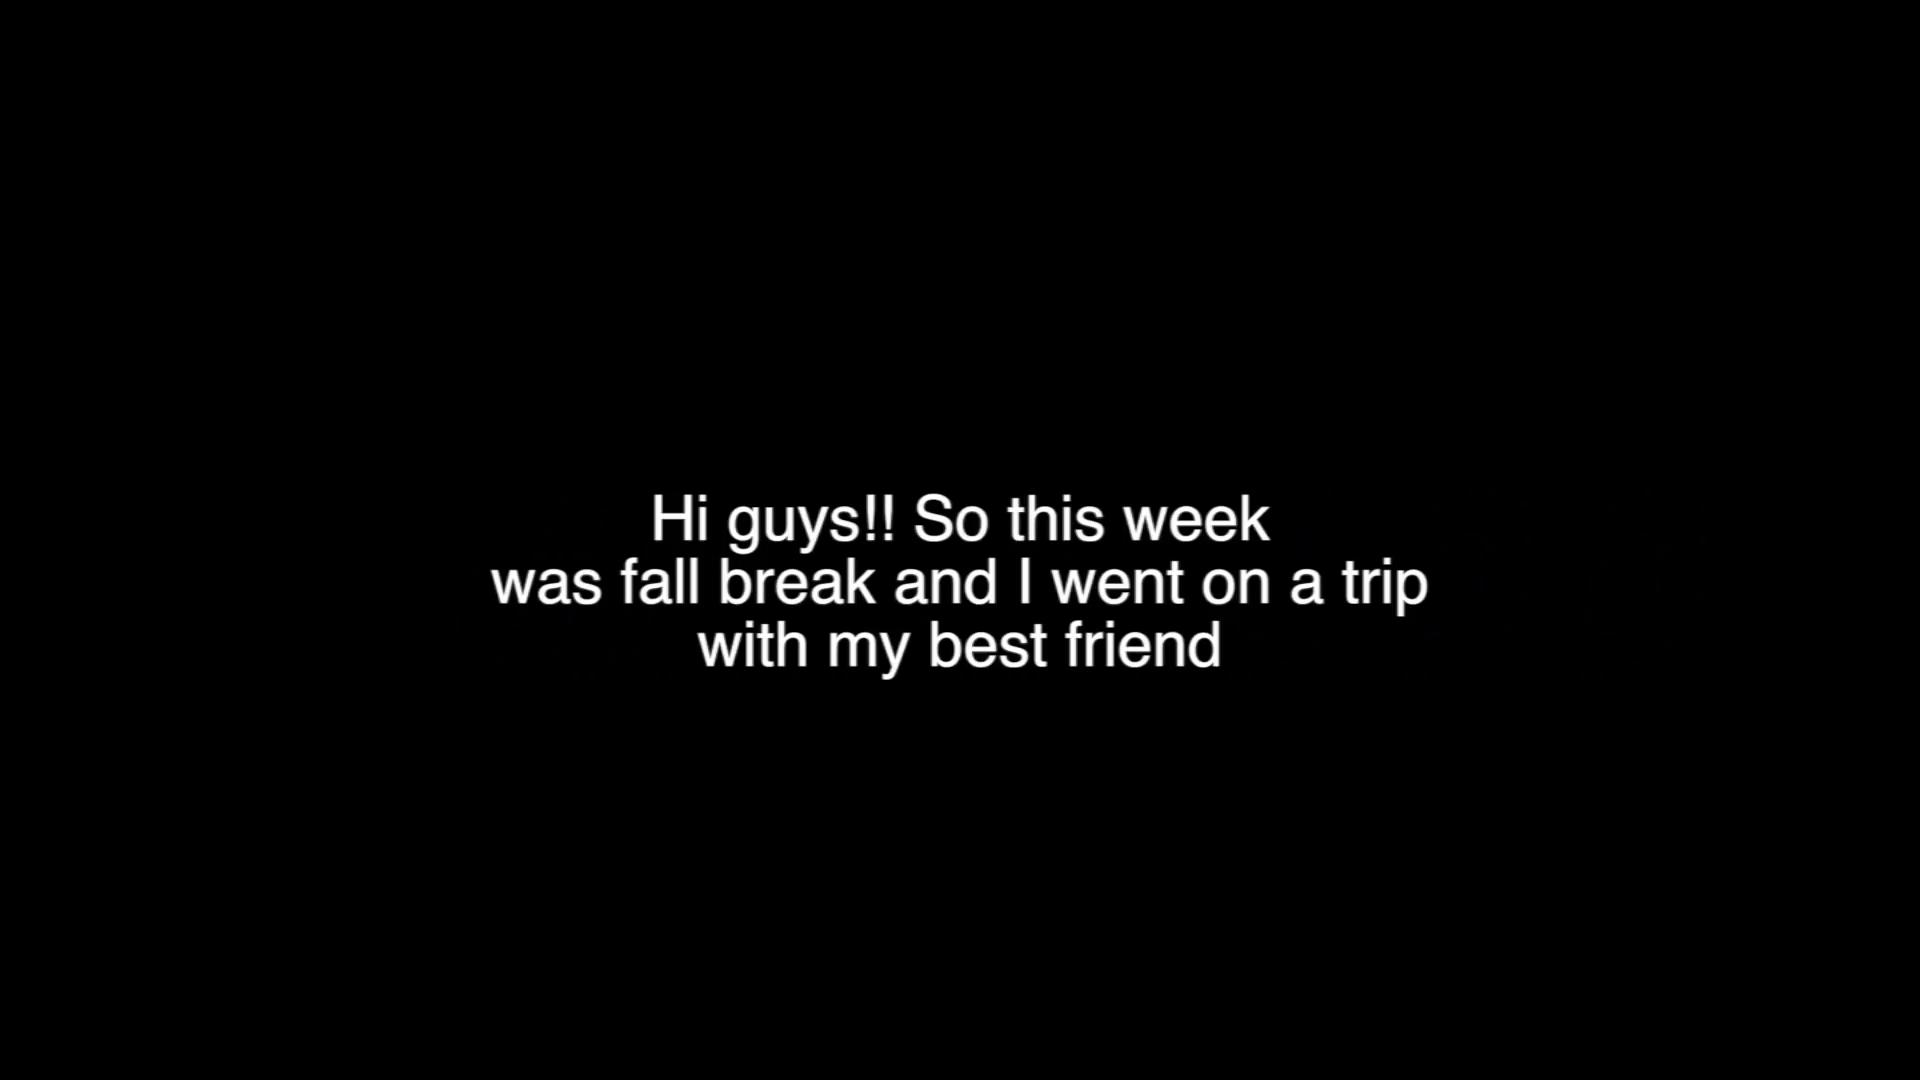 Hi guys!! So this week
was fall break and I went on a trip
with my best friend